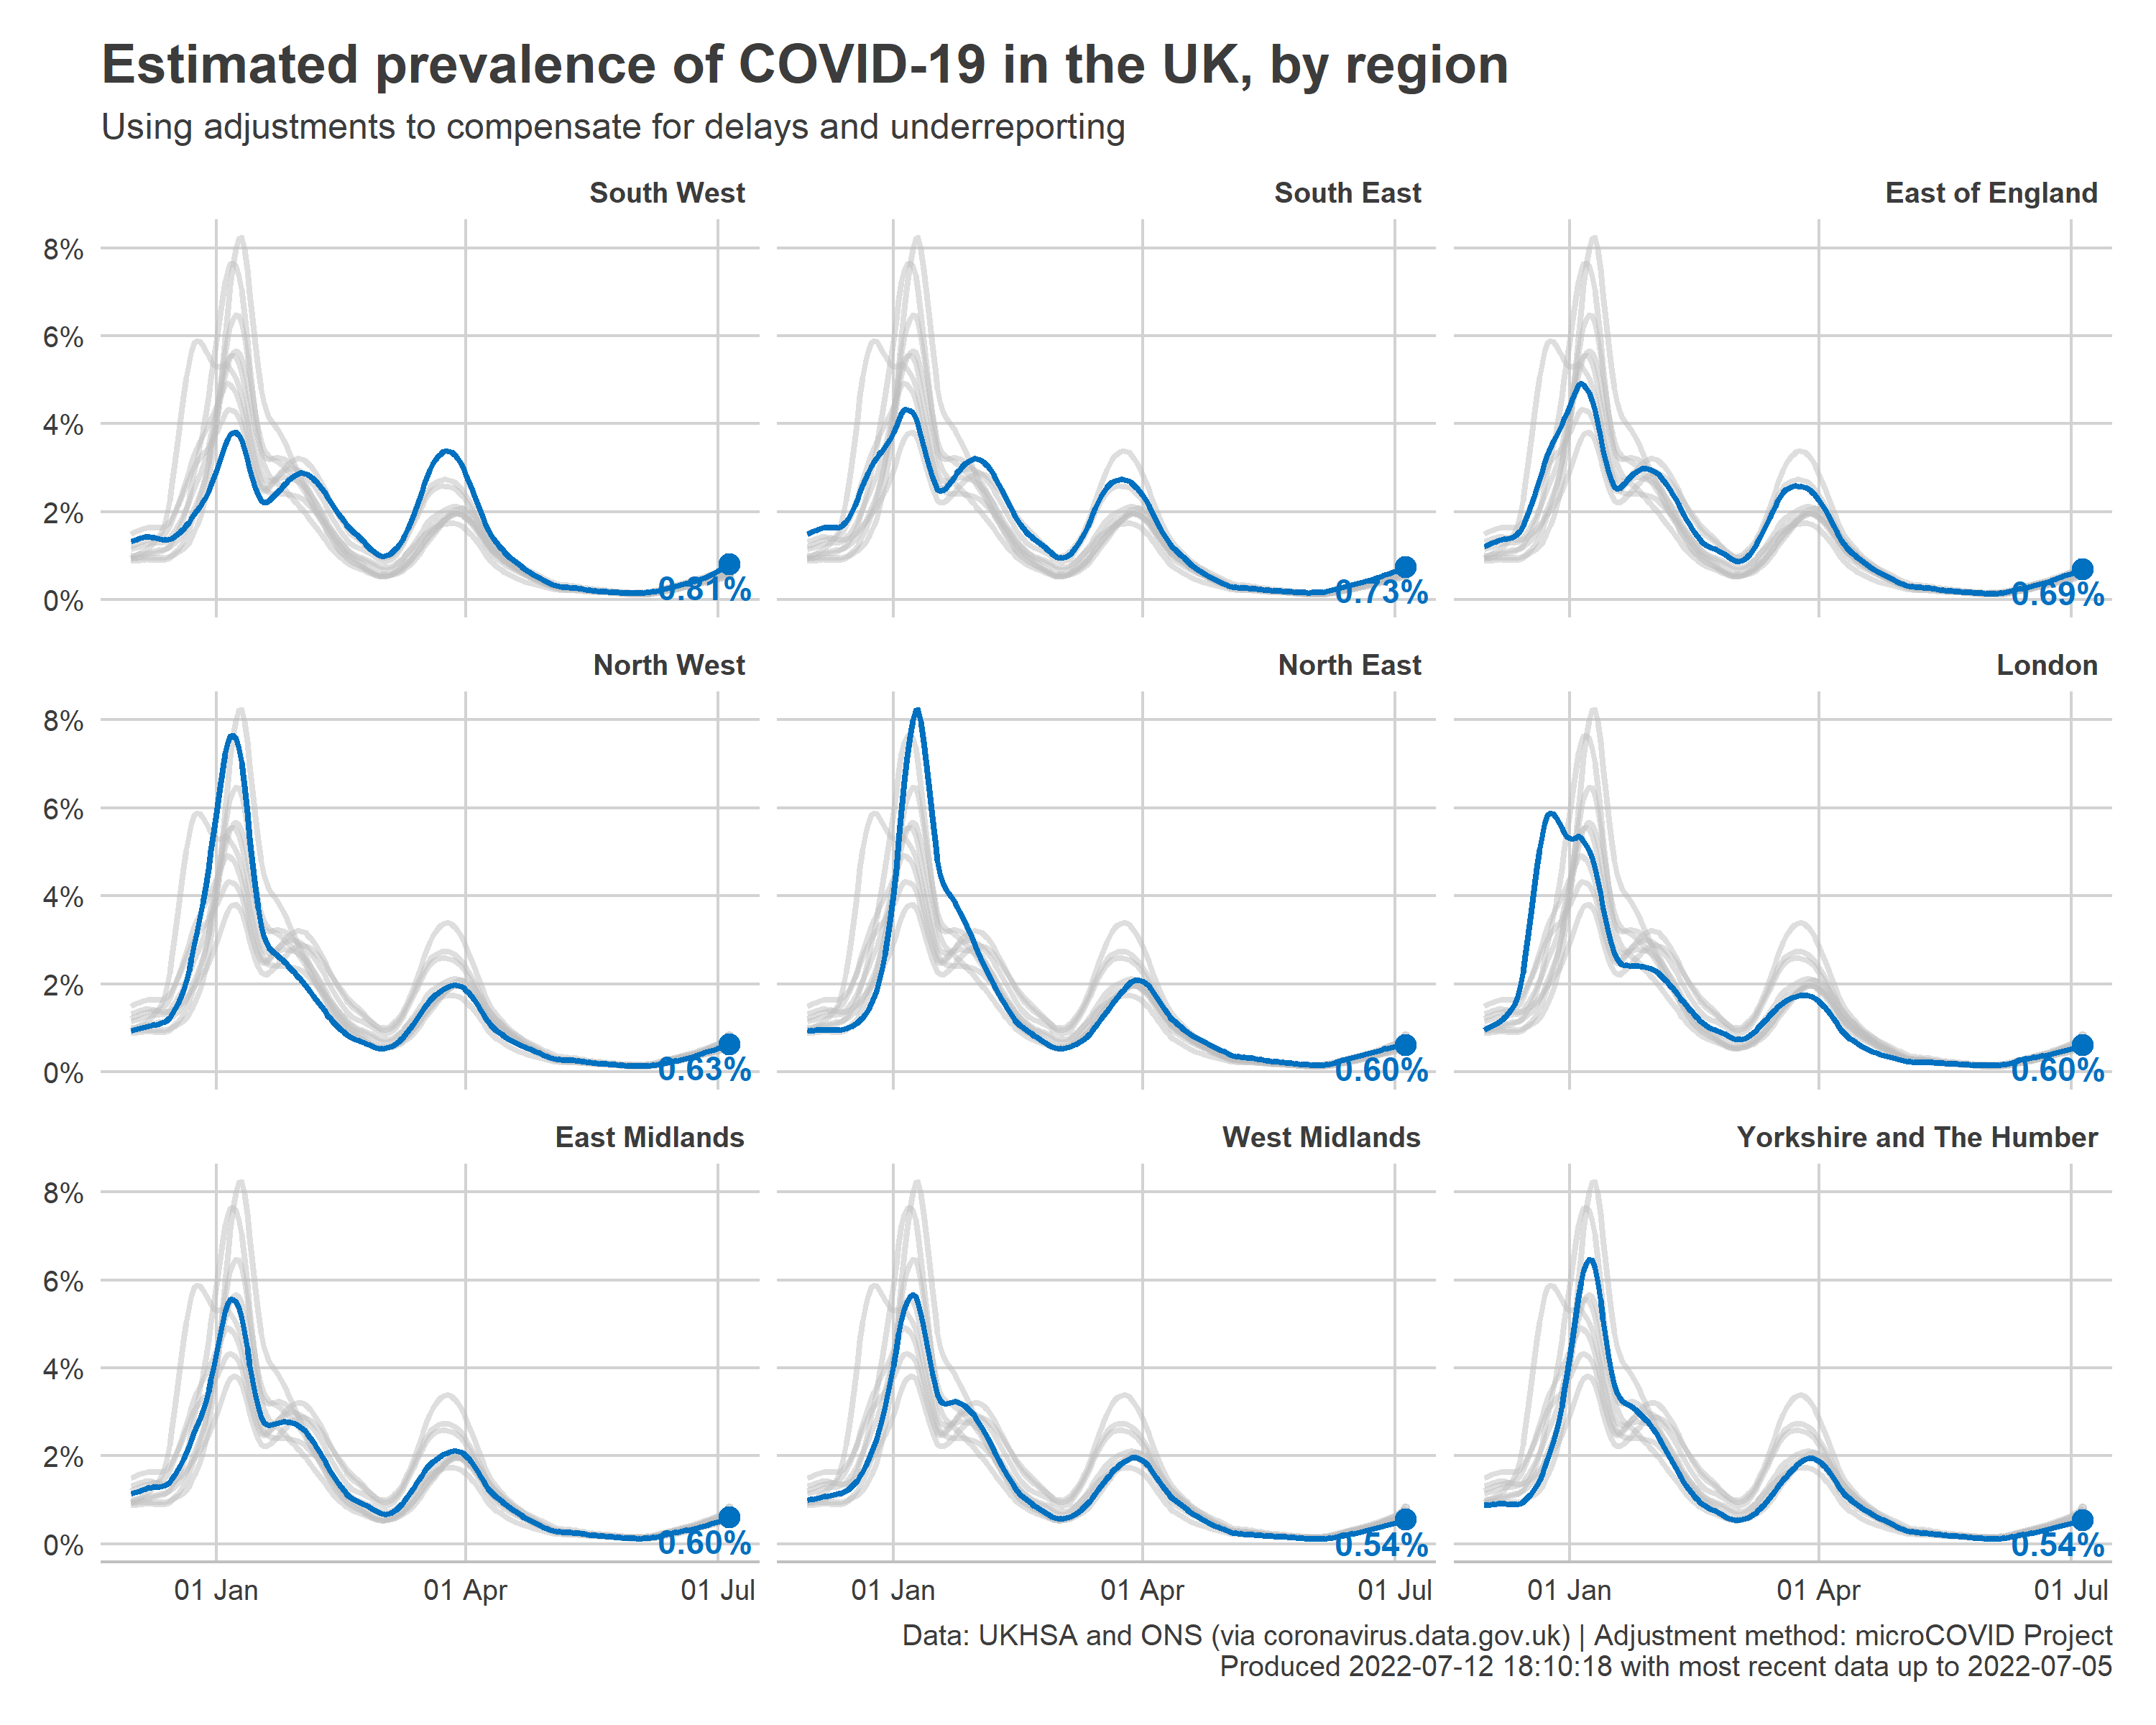 Estimated prevalence of COVID-19 in the UK, by region
Using adjustments to compensate for delays and underreporting
South West
South East
East of England
8%
6%
4%
2%
0%
0.81%
0.73%
0.69%
North West
North East
London
8%
6%
4%
2%
0%
0.63%
0.60%
0.60%
East Midlands
West Midlands
Yorkshire and The Humber
8%
6%
4%
2%
0%
0.60%
0.54%
0.54%
01 Jan 01 Apr 01 Jul
01 Jan 01 Apr 01 Jul
01 Jan 01 Apr 01 Jul
Data: UKHSA and ONS (via coronavirus.data.gov.uk) | Adjustment method: microCOVID Project
Produced 2022-07-12 18:10:18 with most recent data up to 2022-07-05